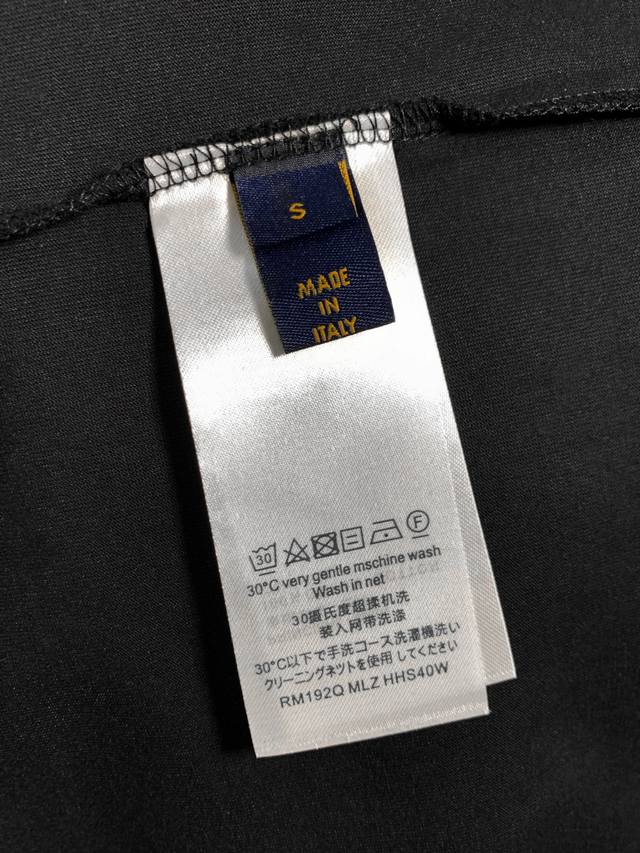 S
MADE
IN
ITALY
30
F
30°C very gentle mschine wash
Wash in net
30摄氏度超揉机洗
装入网带洗涤
30°C以下で手洗コース洗濯機洗い
クリーニングネットを使用してください
RM192Q MLZ HHS40W